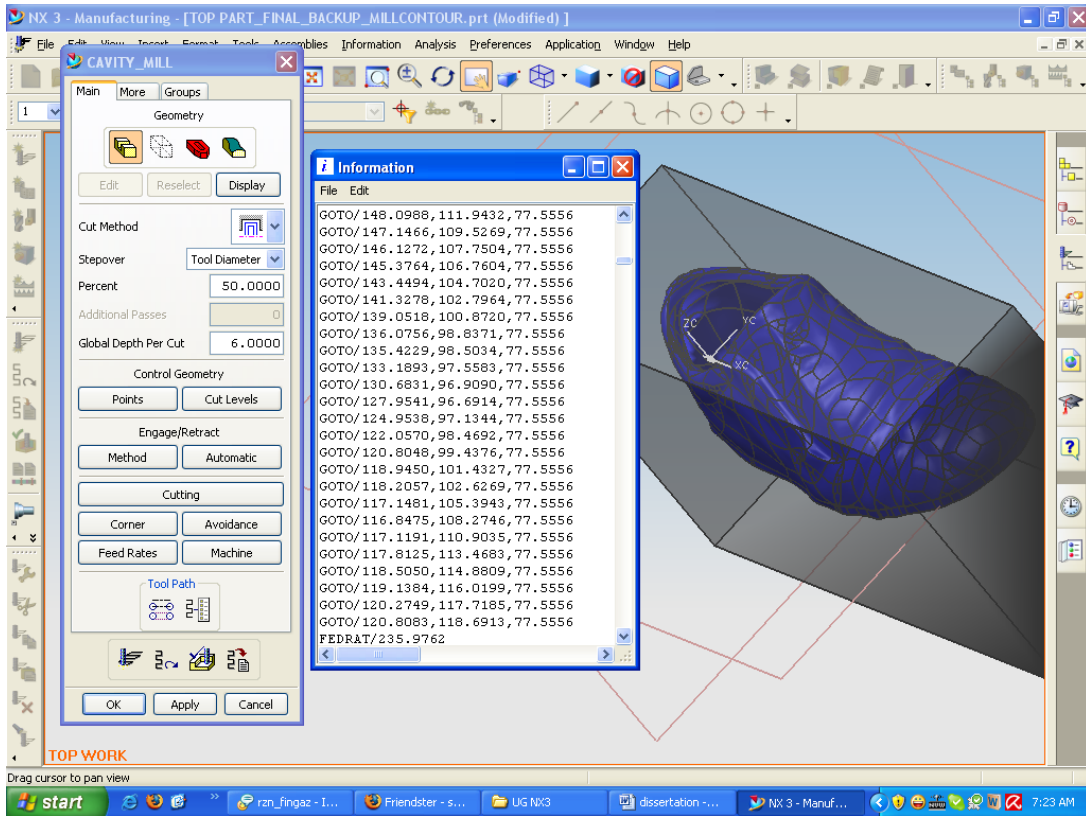 NX 3 - Manufacturing - [TOP PART_FINAL_BACKUP_MILLCONTOUR.prt (Modified) ]
File Edit View Insert Format Tools Assemblies Information Analysis Preferences Application Window Help
CAVITY_MILL
Main More Groups
1
Geometry
Edit Reselect Display
Cut Method
Stepover Tool Diameter
Percent 50.0000
Additional Passes 0
Global Depth Per Cut 6.0000
Control Geometry
Points Cut Levels
Engage/Retract
Method Automatic
Cutting
Corner Avoidance
Feed Rates Machine
Tool Path
OK Apply Cancel
Information
File Edit
GOTO/148.0988,111.9432,77.5556
GOTO/147.1466,109.5269,77.5556
GOTO/146.1272,107.7504,77.5556
GOTO/145.3764,106.7604,77.5556
GOTO/143.4494,104.7020,77.5556
GOTO/141.3278,102.7964,77.5556
GOTO/139.0518,100.8720,77.5556
GOTO/136.0756,98.8371,77.5556
GOTO/135.4229,98.5034,77.5556
GOTO/133.1893,97.5583,77.5556
GOTO/130.6831,96.9090,77.5556
GOTO/127.9541,96.6914,77.5556
GOTO/124.9538,97.1344,77.5556
GOTO/122.0570,98.4692,77.5556
GOTO/120.8048,99.4376,77.5556
GOTO/118.9450,101.4327,77.5556
GOTO/118.2057,102.6269,77.5556
GOTO/117.1481,105.3943,77.5556
GOTO/116.8475,108.2746,77.5556
GOTO/117.1191,110.9035,77.5556
GOTO/117.8125,113.4683,77.5556
GOTO/118.5050,114.8809,77.5556
GOTO/119.1384,116.0199,77.5556
GOTO/120.2749,117.7185,77.5556
GOTO/120.8083,118.6913,77.5556
FEDRAT/235.9762
ZC YC
XC
TOP WORK
Drag cursor to pan view
start rzn_fingaz - I... Friendster - s... UG NX3 dissertation -... NX 3 - Manuf... 7:23 AM